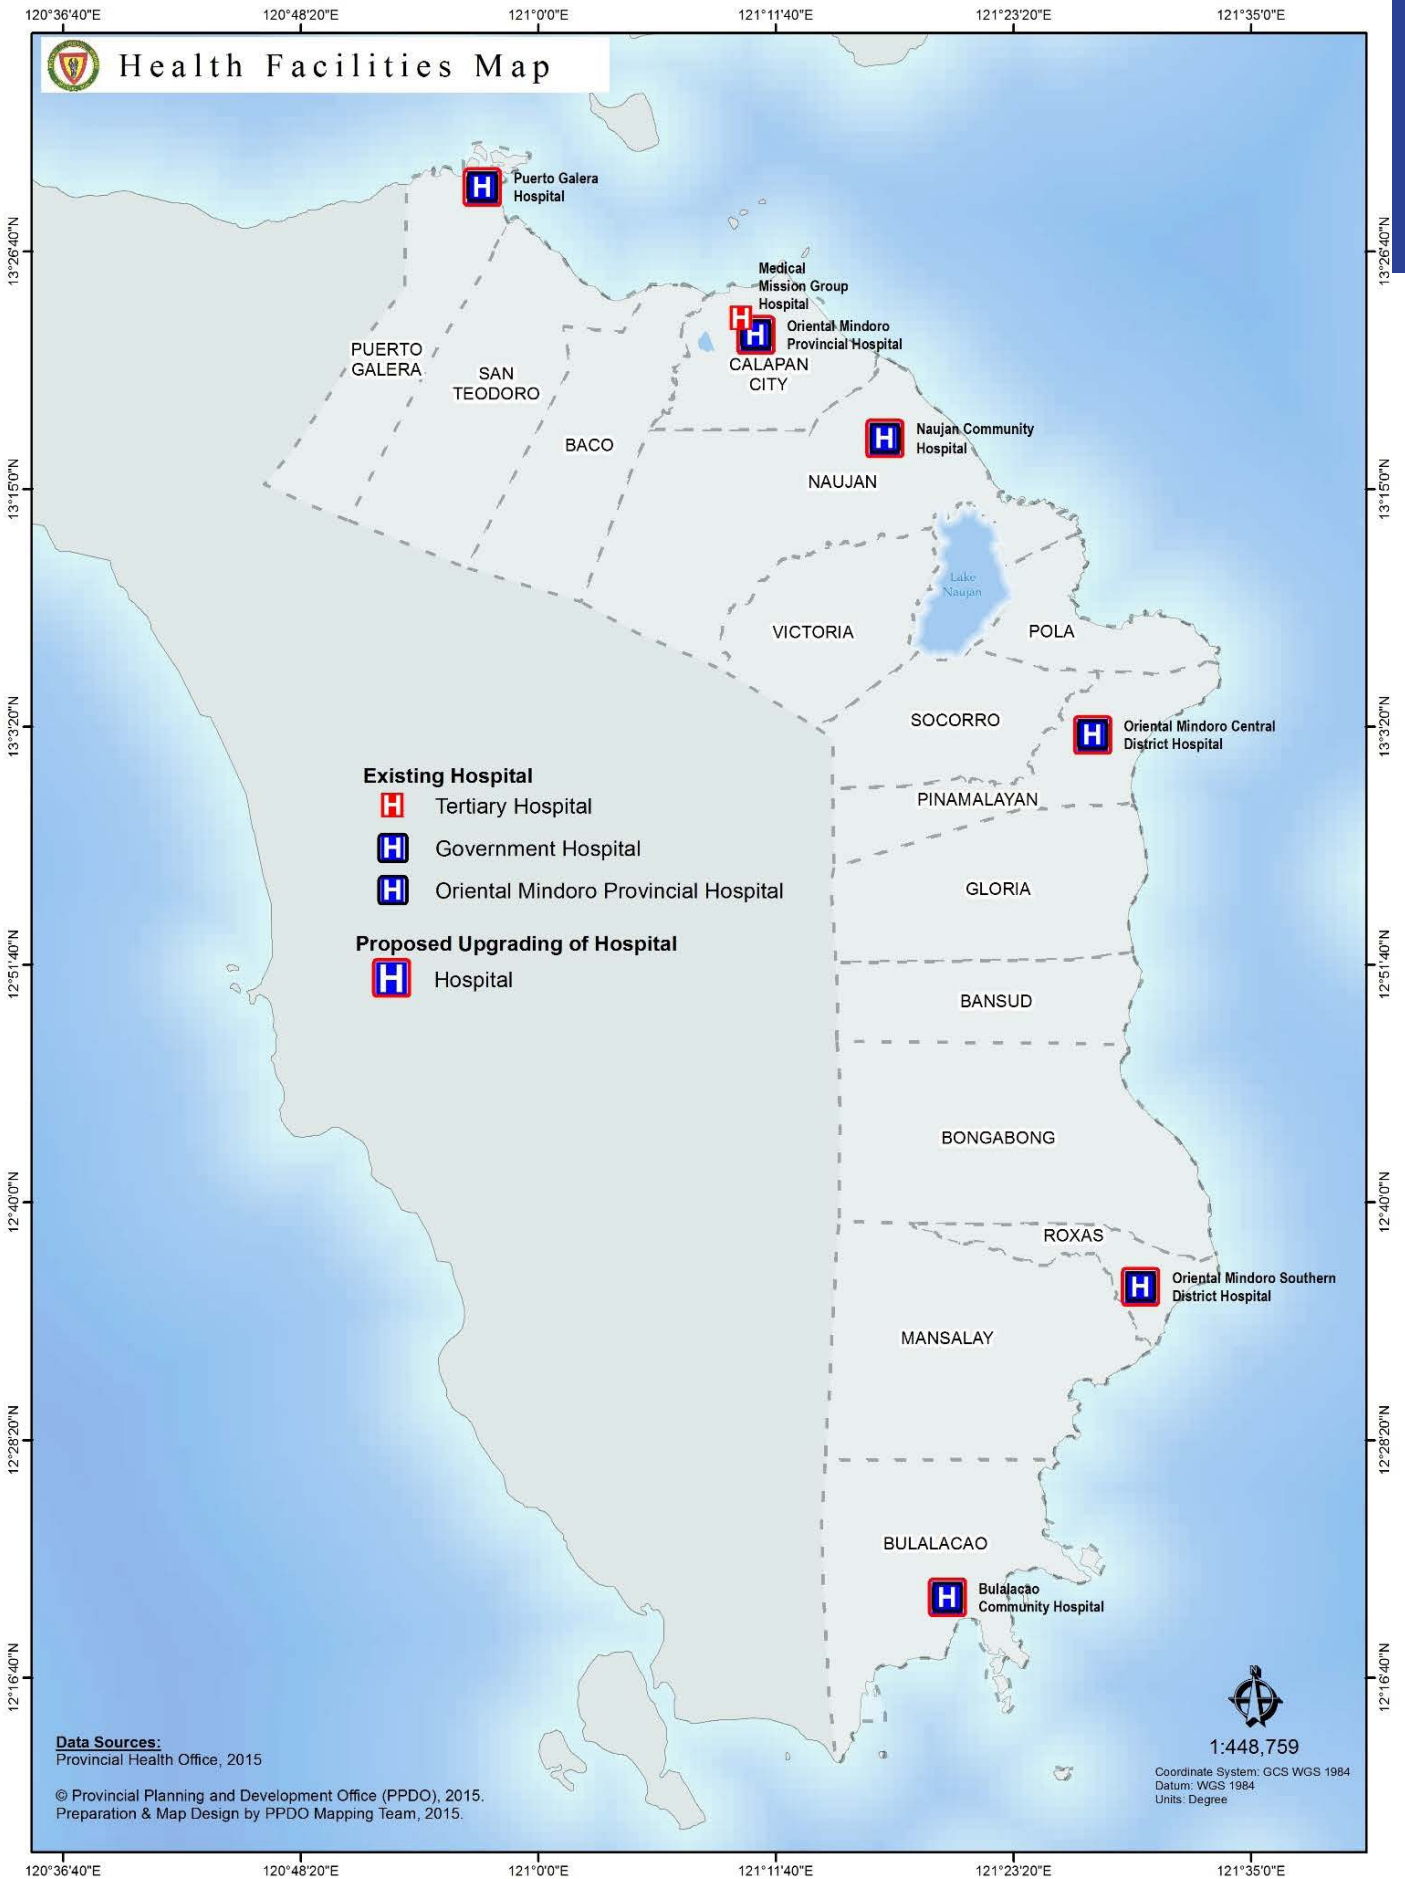 120°36'40"E 120°48'20"E 121°0'0"E 121°11'40"E 121°23'20"E 121°35'0"E
Health Facilities Map
Puerto Galera
Hospital
13°26'40"N
13°26'40"N
Medical
Mission Group
Hospital
Oriental Mindoro
Provincial Hospital
PUERTO
GALERA
SAN
TEODORO
CALAPAN
CITY
BACO
Naujan Community
Hospital
NAUJAN
13°15'0"N
13°15'0"N
Lake
Naujan
VICTORIA
POLA
13°3'20"N
13°3'20"N
SOCORRO
Oriental Mindoro Central
District Hospital
PINAMALAYAN
Existing Hospital
H Tertiary Hospital
H Government Hospital
H Oriental Mindoro Provincial Hospital
Proposed Upgrading of Hospital
H Hospital
GLORIA
12°51'40"N
12°51'40"N
BANSUD
BONGABONG
12°40'0"N
12°40'0"N
ROXAS
Oriental Mindoro Southern
District Hospital
MANSALAY
12°28'20"N
12°28'20"N
BULALACAO
Bulalacao
Community Hospital
12°16'40"N
12°16'40"N
N
1:448,759
Coordinate System: GCS WGS 1984
Datum: WGS 1984
Units: Degree
Data Sources:
Provincial Health Office, 2015
© Provincial Planning and Development Office (PPDO), 2015.
Preparation & Map Design by PPDO Mapping Team, 2015.
120°36'40"E 120°48'20"E 121°0'0"E 121°11'40"E 121°23'20"E 121°35'0"E